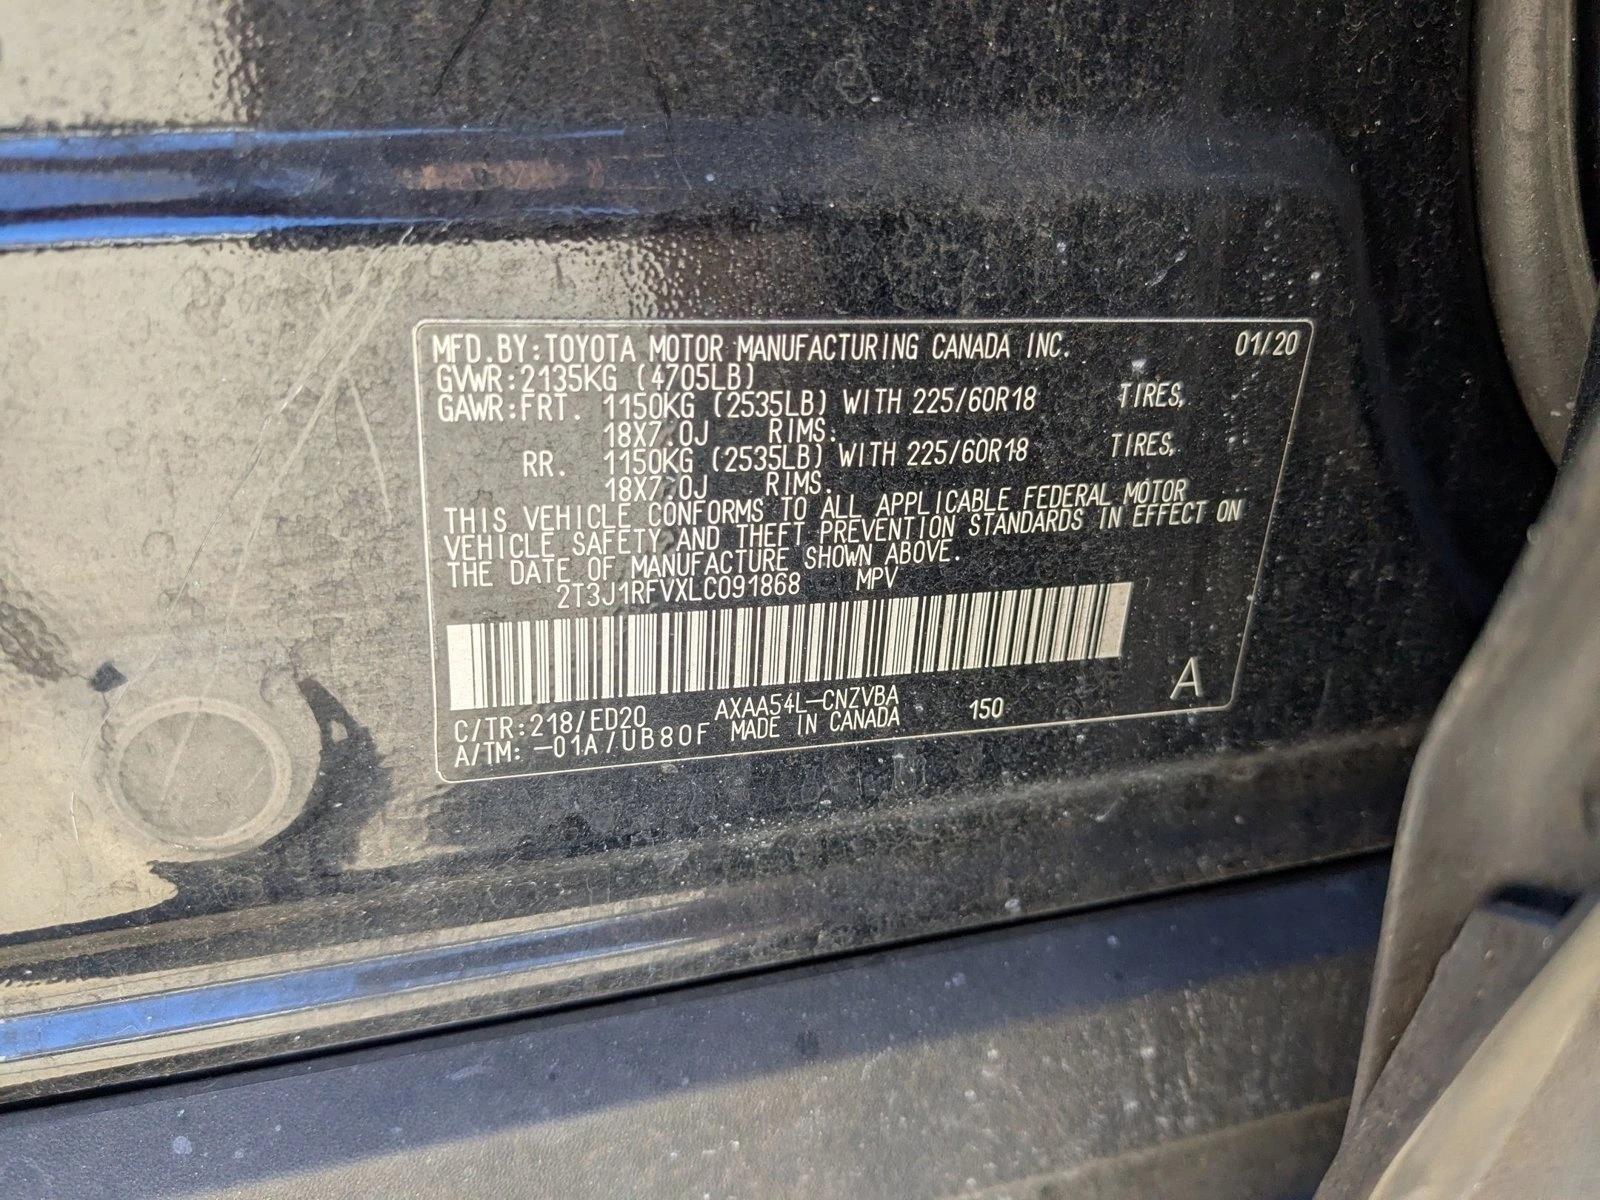 MFD.BY:TOYOTA MOTOR MANUFACTURING CANADA INC. 01/20
GVWR:2135KG (4705LB)
GAWR:FRT. 1150KG (2535LB) WITH 225/60R18 TIRES,
18X7.0J RIMS.
RR. 1150KG (2535LB) WITH 225/60R18 TIRES,
18X7.0J RIMS.
THIS VEHICLE CONFORMS TO ALL APPLICABLE FEDERAL MOTOR
VEHICLE SAFETY AND THEFT PREVENTION STANDARDS IN EFFECT ON
THE DATE OF MANUFACTURE SHOWN ABOVE.
2T3J1RFVXLC091868 MPV
C/TR:218/ED20 AXAA54L-CNZVBA 150 A
A/TM: -01A/UB80F MADE IN CANADA